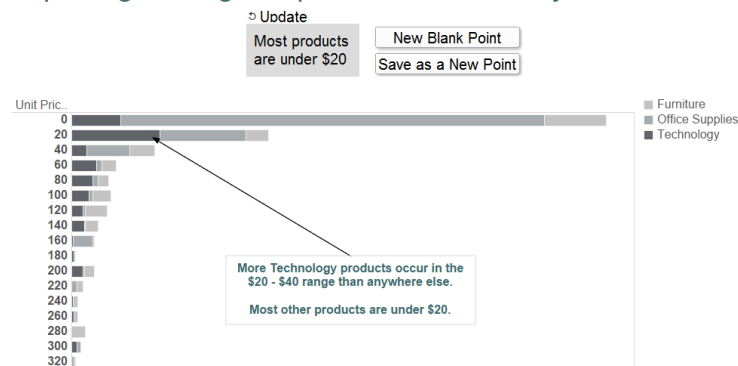 Update
Most products
are under $20
New Blank Point
Save as a New Point
Unit Pric..
Furniture
Office Supplies
Technology
0
20
40
60
80
100
120
140
160
180
200
220
240
260
280
300
320
More Technology products occur in the
$20 - $40 range than anywhere else.
Most other products are under $20.